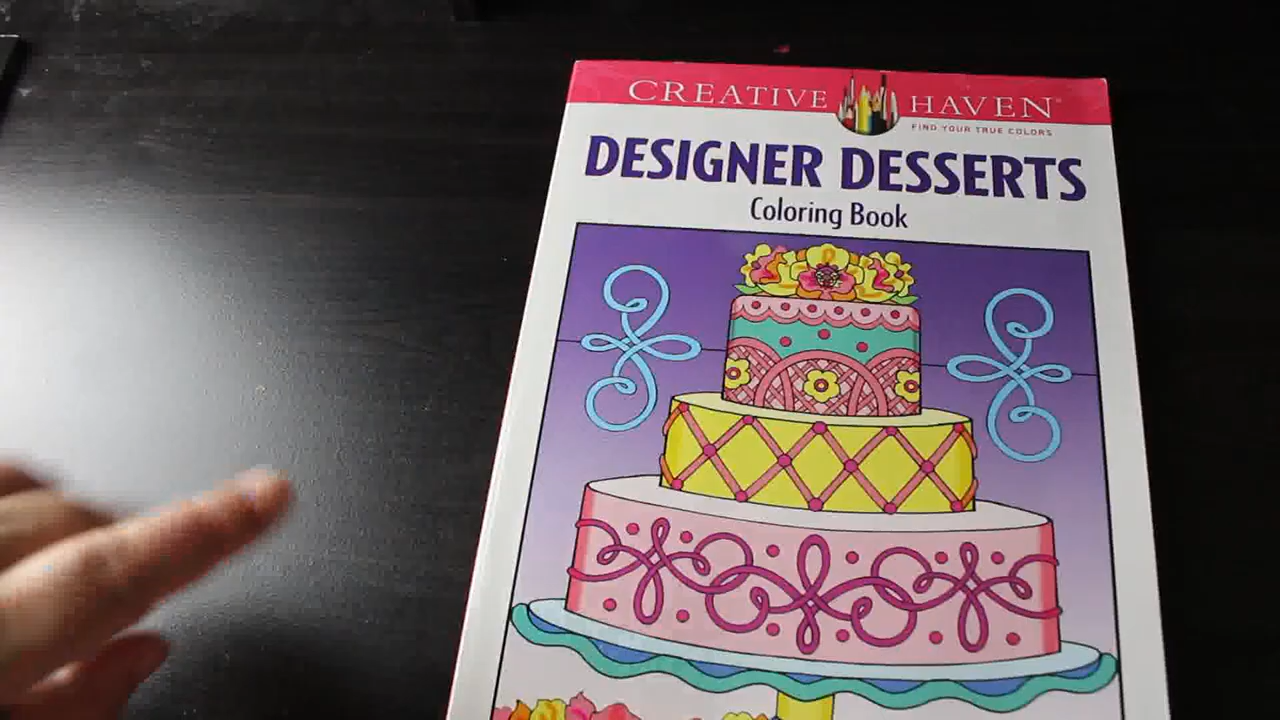 CREATIVE HAVEN®
FIND YOUR TRUE COLORS
DESIGNER DESSERTS
Coloring Book